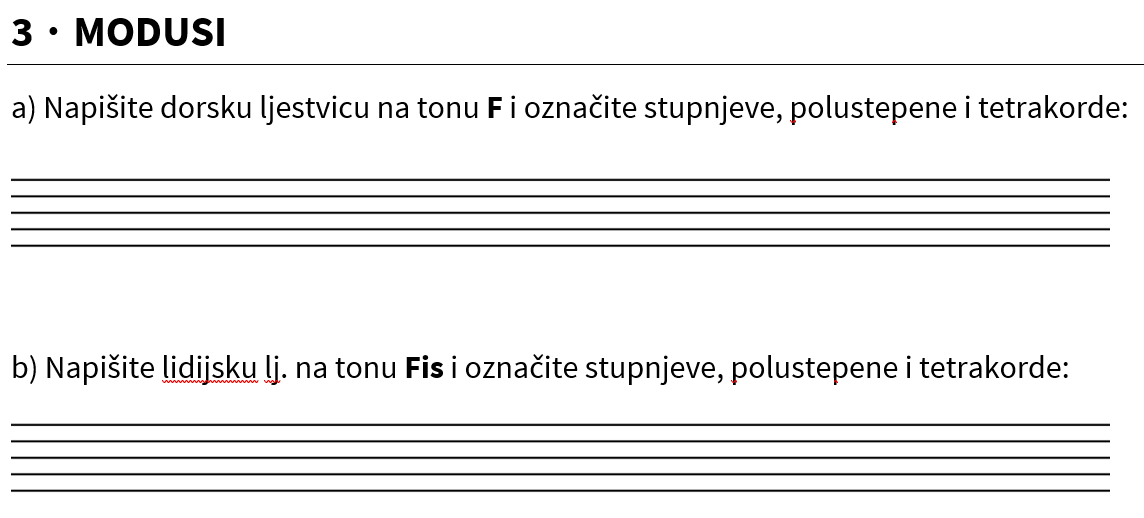 3 · MODUSI
a) Napišite dorsku ljestvicu na tonu F i označite stupnjeve, polustepene i tetrakorde:
b) Napišite lidijsku lj. na tonu Fis i označite stupnjeve, polustepene i tetrakorde: